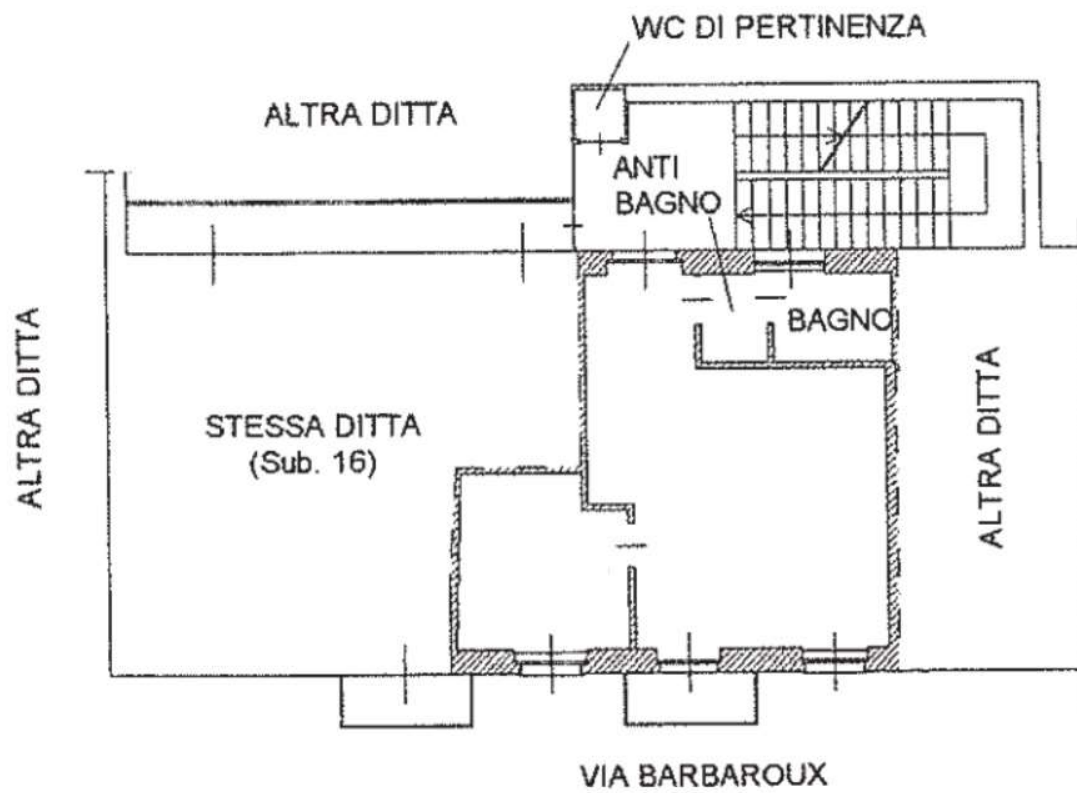 WC DI PERTINENZA
ALTRA DITTA
ANTI
BAGNO
BAGNO
ALTRA DITTA
STESSA DITTA
(Sub. 16)
ALTRA DITTA
VIA BARBAROUX